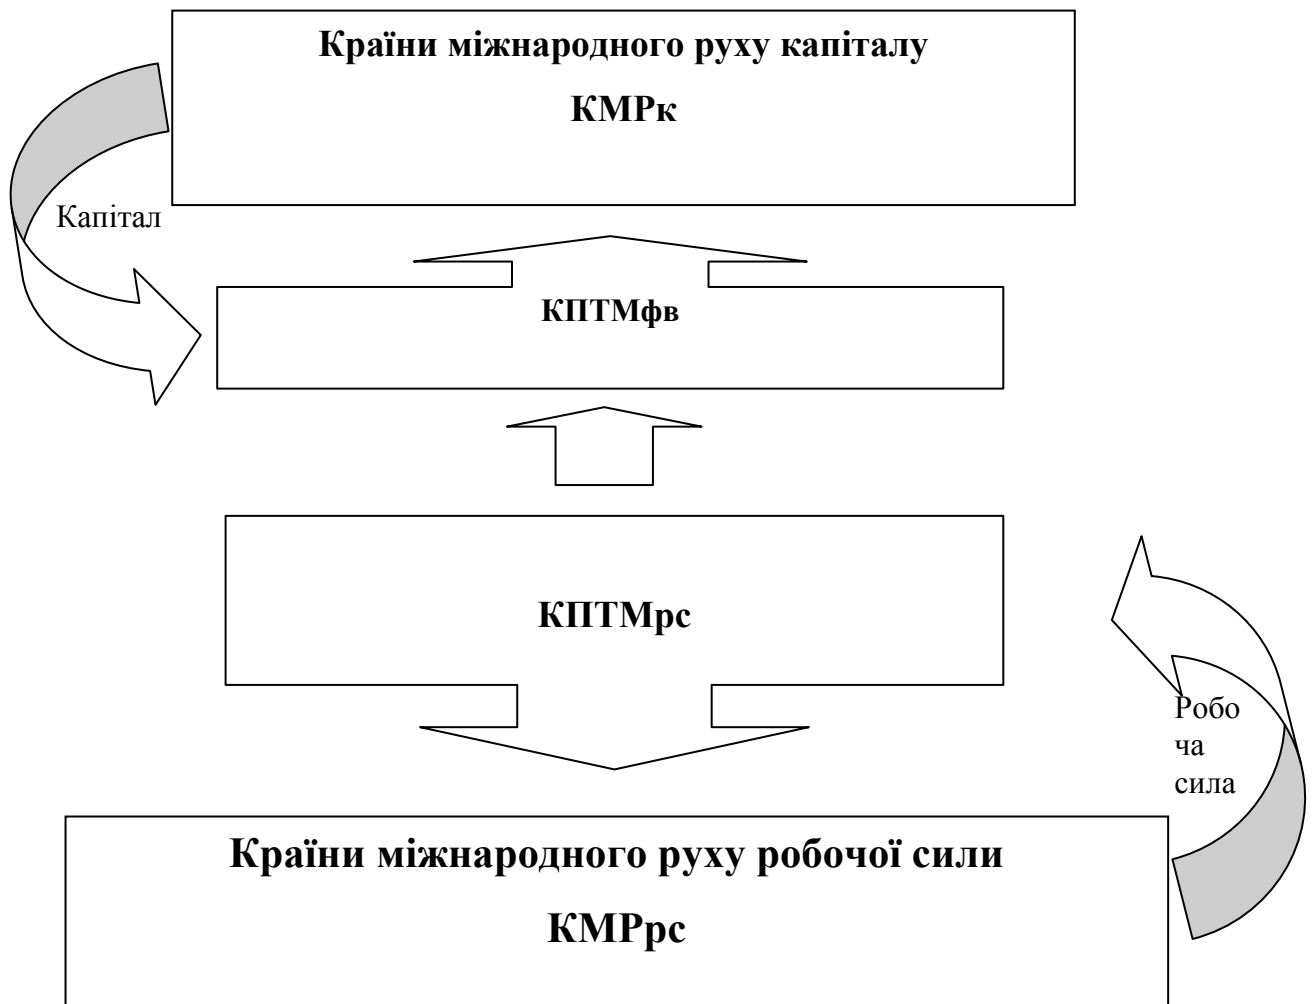 Країни міжнародного руху капіталу
КМРк
Капітал
КПТМфв
КПТМрс
Робо
ча
сила
Країни міжнародного руху робочої сили
КМРрс